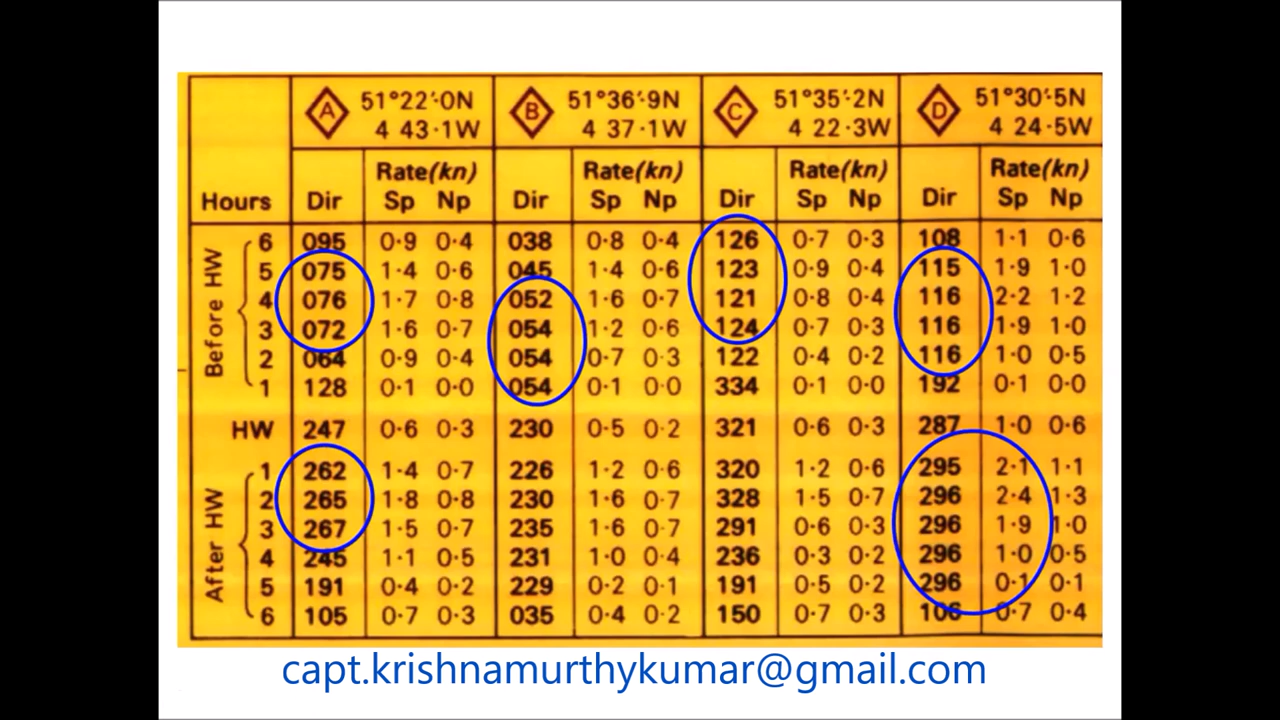 A 51°22'·0N B 51°36'·9N C 51°35'·2N D 51°30'·5N
4 43·1W 4 37·1W 4 22·3W 4 24·5W
Rate(kn) Rate(kn) Rate(kn) Rate(kn)
Hours Dir Sp Np Dir Sp Np Dir Sp Np Dir Sp Np
Before HW
6 095 0·9 0·4 038 0·8 0·4 126 0·7 0·3 108 1·1 0·6
5 075 1·4 0·6 045 1·4 0·6 123 0·9 0·4 115 1·9 1·0
4 076 1·7 0·8 052 1·6 0·7 121 0·8 0·4 116 2·2 1·2
3 072 1·6 0·7 054 1·2 0·6 124 0·7 0·3 116 1·9 1·0
2 064 0·9 0·4 054 0·7 0·3 122 0·4 0·2 116 1·0 0·5
1 128 0·1 0·0 054 0·1 0·0 334 0·1 0·0 192 0·1 0·0
HW 247 0·6 0·3 230 0·5 0·2 321 0·6 0·3 287 1·0 0·6
After HW
1 262 1·4 0·7 226 1·2 0·6 320 1·2 0·6 295 2·1 1·1
2 265 1·8 0·8 230 1·6 0·7 328 1·5 0·7 296 2·4 1·3
3 267 1·5 0·7 235 1·6 0·7 291 0·6 0·3 296 1·9 1·0
4 245 1·1 0·5 231 1·0 0·4 236 0·3 0·2 296 1·0 0·5
5 191 0·4 0·2 229 0·2 0·1 191 0·5 0·2 296 0·1 0·1
6 105 0·7 0·3 035 0·4 0·2 150 0·7 0·3 106 0·7 0·4
capt.krishnamurthykumar@gmail.com